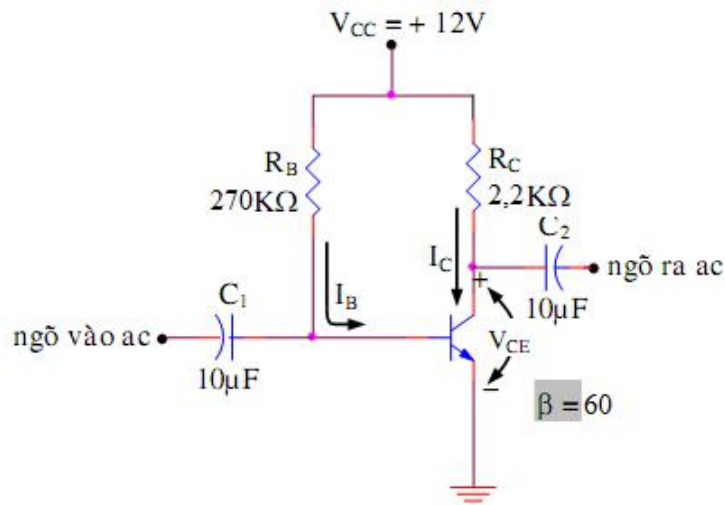 V_CC = + 12V
R_B
270KΩ
R_C
2,2KΩ
C_2
I_C
+
ngõ ra ac
10µF
I_B
C_1
ngõ vào ac
10µF
V_CE
−
β = 60